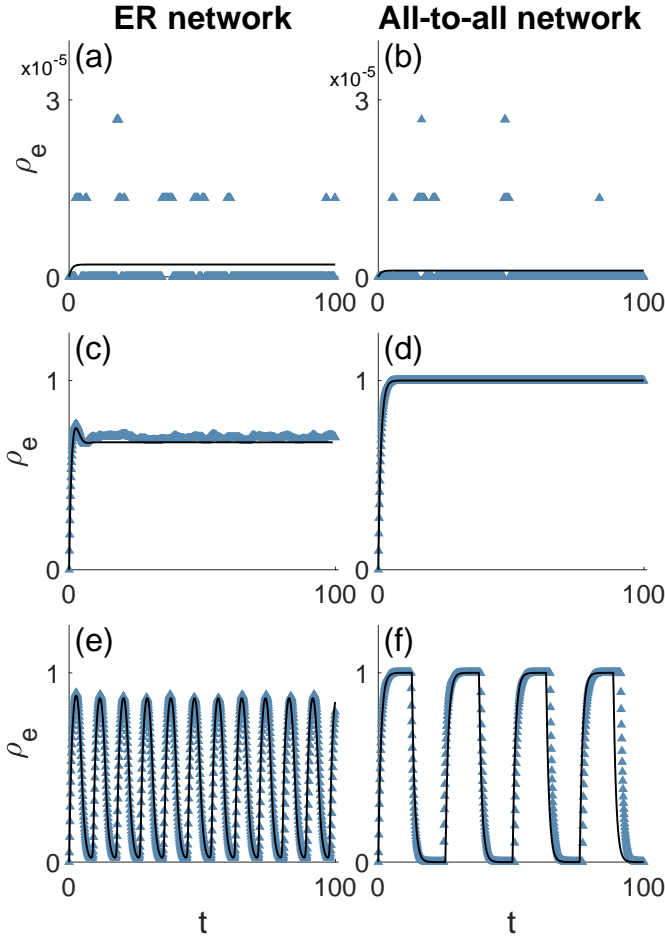 ER network All-to-all network
(a) (b)
x10-5 x10-5
3 3
ρe
0 0
0 100 0 100
(c) (d)
1 1
ρe
0 0
0 100 0 100
(e) (f)
1 1
ρe
0 0
0 100 0 100
t t